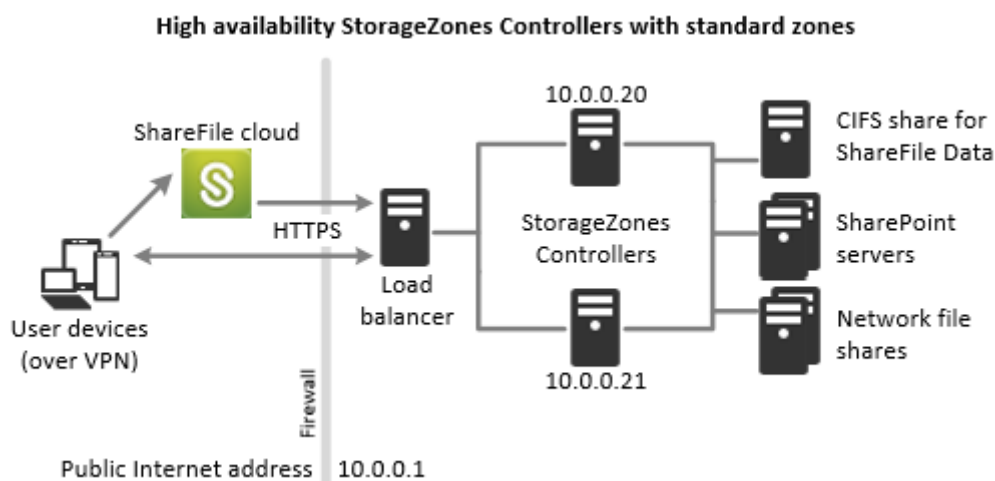 High availability StorageZones Controllers with standard zones
10.0.0.20
ShareFile cloud
CIFS share for
ShareFile Data
S
HTTPS
StorageZones
Controllers
SharePoint
servers
Load
balancer
User devices
(over VPN)
Network file
shares
10.0.0.21
Firewall
Public Internet address
10.0.0.1